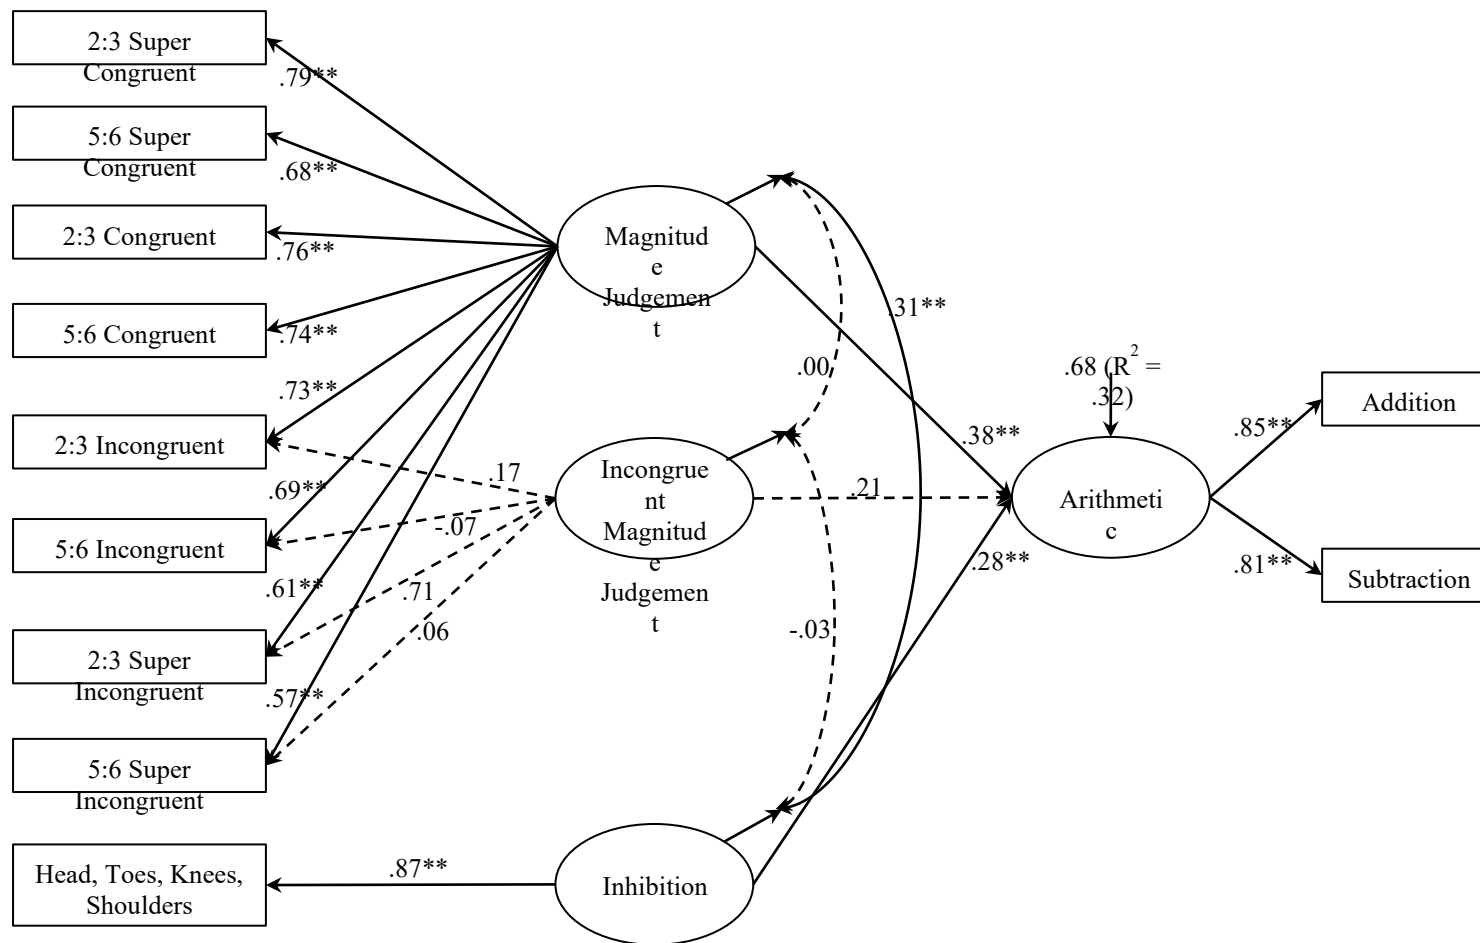 2:3 Super
Congruent
.79**
5:6 Super
Congruent
.68**
2:3 Congruent
.76**
5:6 Congruent
.74**
.73**
2:3 Incongruent
.69**
5:6 Incongruent
.61**
2:3 Super
Incongruent
.57**
5:6 Super
Incongruent
Head, Toes, Knees,
Shoulders
.87**
.17
-.07
.71
.06
Magnitud
e
Judgemen
t
Incongrue
nt
Magnitud
e
Judgemen
t
Inhibition
.00
-.03
.31**
.38**
.21
.28**
.68 (R2 =
.32)
Arithmeti
c
.85**
.81**
Addition
Subtraction